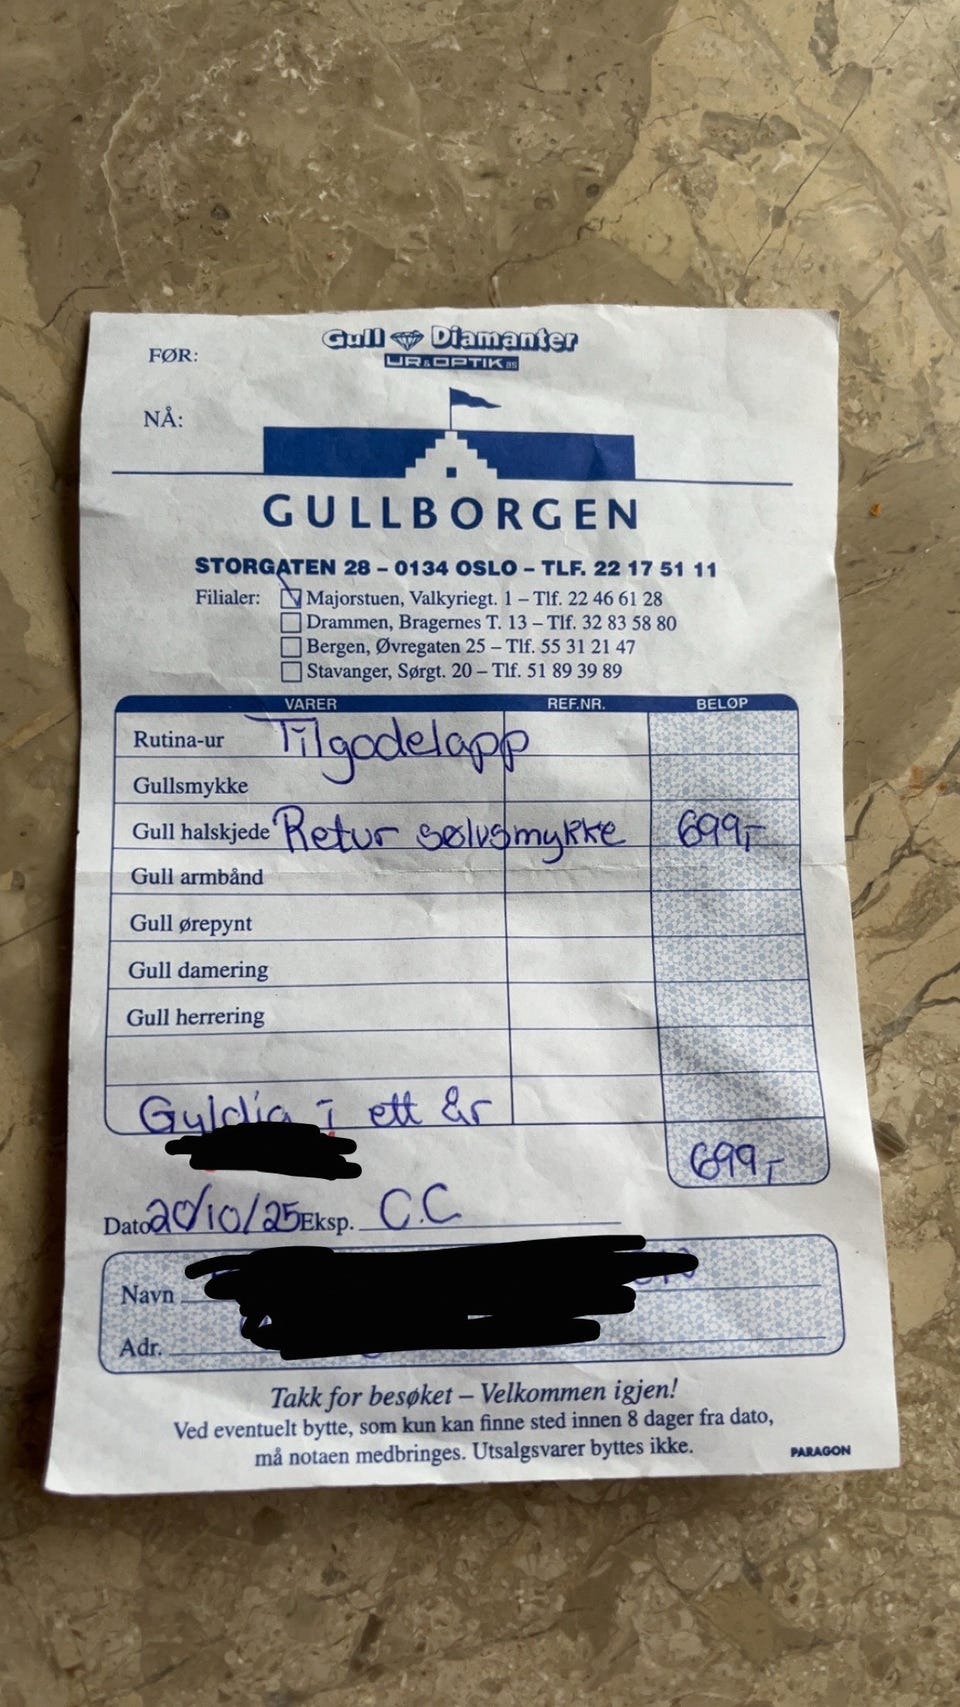 FØR:
Gull Diamanter
UR & OPTIK AS
NÅ:
GULLBORGEN
STORGATEN 28 – 0134 OSLO – TLF. 22 17 51 11
Filialer: Majorstuen, Valkyriegt. 1 – Tlf. 22 46 61 28
Drammen, Bragernes T. 13 – Tlf. 32 83 58 80
Bergen, Øvregaten 25 – Tlf. 55 31 21 47
Stavanger, Sørgt. 20 – Tlf. 51 89 39 89
VARER REF.NR. BELØP
Rutina-ur Tilgodelapp
Gullsmykke
Gull halskjede Retur sølvsmykke 699,-
Gull armbånd
Gull ørepynt
Gull damering
Gull herrering
Gyldig i ett år
699,-
Dato 20/10/25 Eksp. C.C
Navn
Adr.
Takk for besøket – Velkommen igjen!
Ved eventuelt bytte, som kun kan finne sted innen 8 dager fra dato,
må notaen medbringes. Utsalgsvarer byttes ikke.
PARAGON